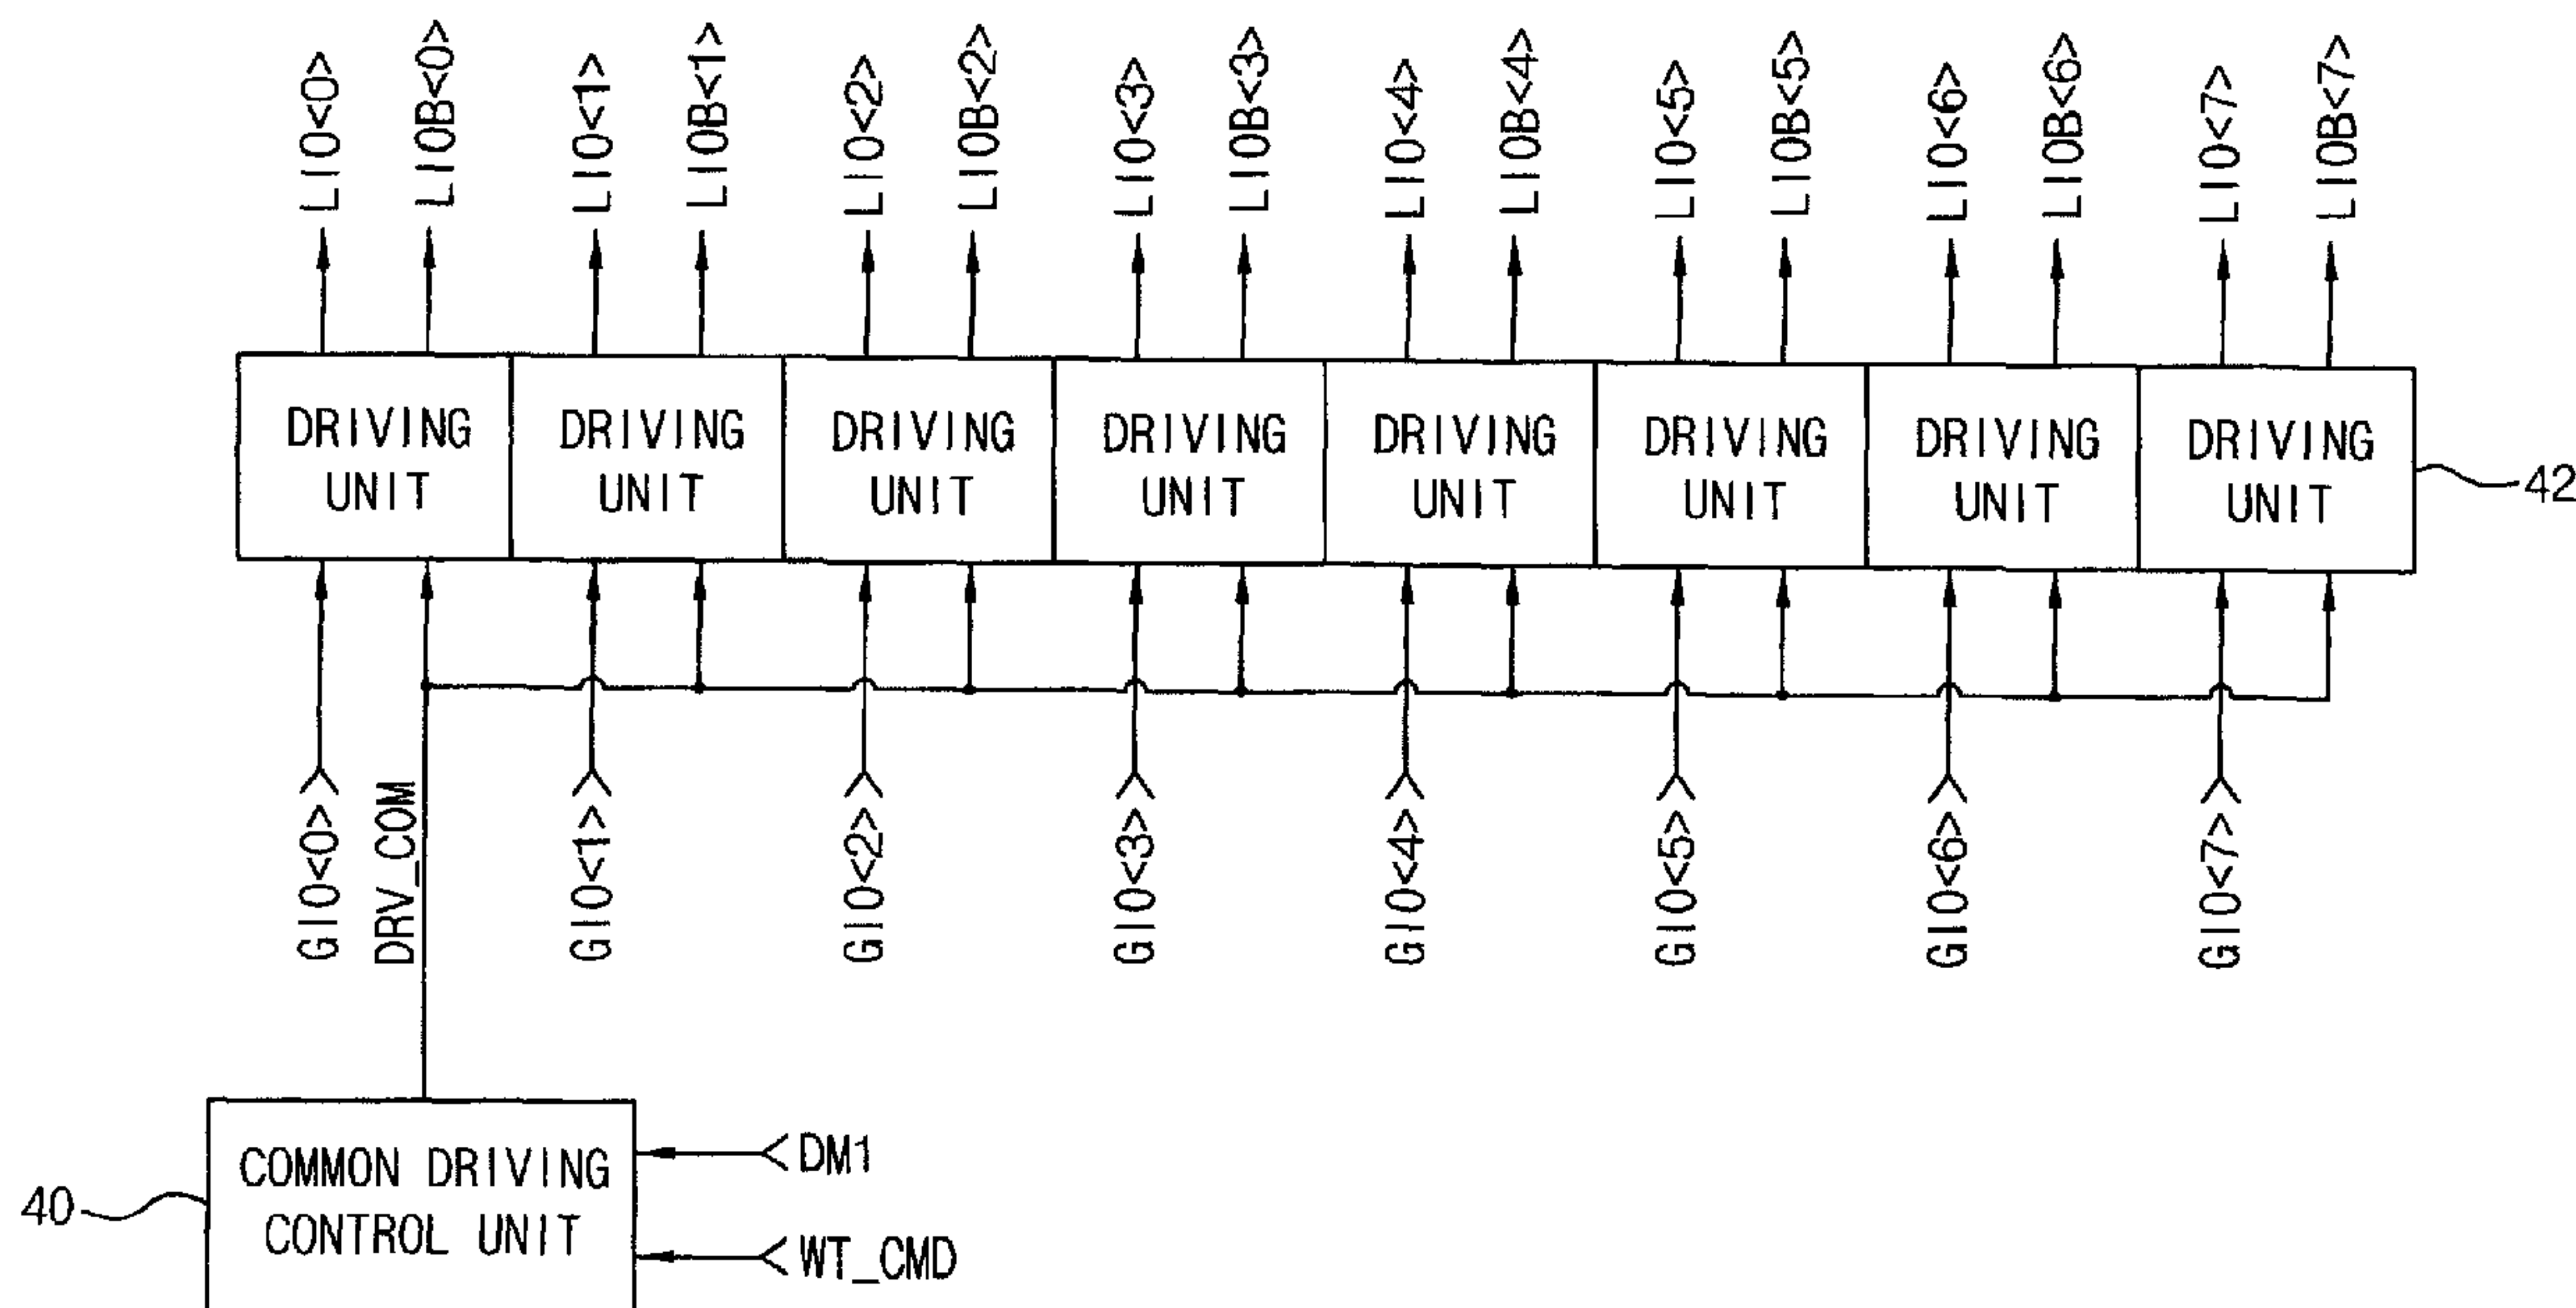 LIO<0>
LIOB<0>
LIO<1>
LIOB<1>
LIO<2>
LIOB<2>
LIO<3>
LIOB<3>
LIO<4>
LIOB<4>
LIO<5>
LIOB<5>
LIO<6>
LIOB<6>
LIO<7>
LIOB<7>
DRIVING
UNIT
DRIVING
UNIT
DRIVING
UNIT
DRIVING
UNIT
DRIVING
UNIT
DRIVING
UNIT
DRIVING
UNIT
DRIVING
UNIT
42
GIO<0>
DRV_COM
GIO<1>
GIO<2>
GIO<3>
GIO<4>
GIO<5>
GIO<6>
GIO<7>
40
COMMON DRIVING
CONTROL UNIT
DM1
WT_CMD